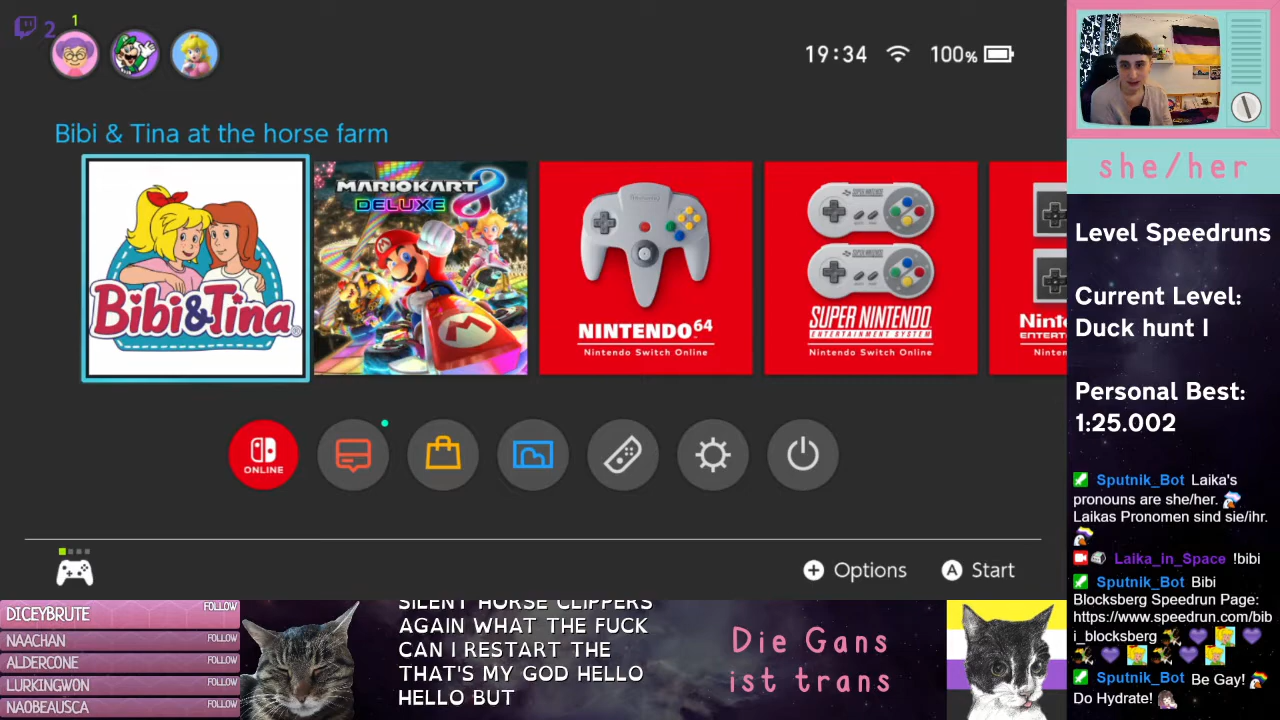 2
1
19:34 100%
Bibi & Tina at the horse farm
Bibi&Tina
MARIOKART 8
DELUXE
NINTENDO 64
Nintendo Switch Online
SUPER NINTENDO
ENTERTAINMENT SYSTEM
Nintendo Switch Online
ONLINE
Options
Start
she/her
Level Speedruns
Current Level:
Duck hunt I
Personal Best:
1:25.002
Sputnik_Bot Laika's
pronouns are she/her.
Laikas Pronomen sind sie/ihr.
Laika_in_Space !bibi
Sputnik_Bot Bibi
Blocksberg Speedrun Page:
https://www.speedrun.com/bib
i_blocksberg
Sputnik_Bot Be Gay!
Do Hydrate!
DICEYBRUTE FOLLOW
NAACHAN FOLLOW
ALDERCONE FOLLOW
LURKINGWON FOLLOW
NAOBEAUSCA FOLLOW
SILENT HORSE CLIPPERS
AGAIN WHAT THE FUCK
CAN I RESTART THE
THAT'S MY GOD HELLO
HELLO BUT
Die Gans
ist trans